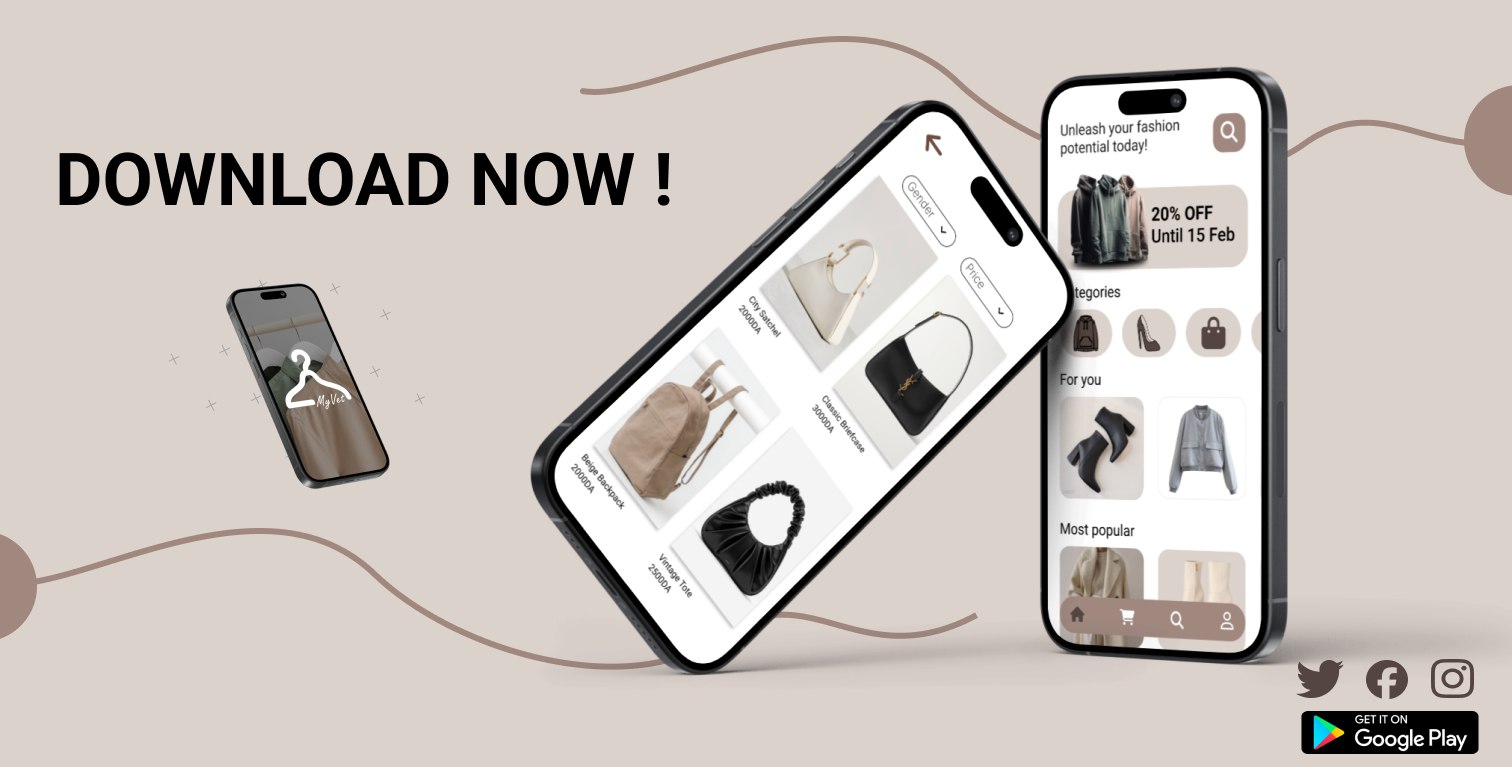 DOWNLOAD NOW !
MyVet
Gender
Price
City Satchel
2000DA
Classic Briefcase
3000DA
Beige Backpack
2000DA
Vintage Tote
2500DA
Unleash your fashion
potential today!
20% OFF
Until 15 Feb
tegories
For you
Most popular
GET IT ON
Google Play